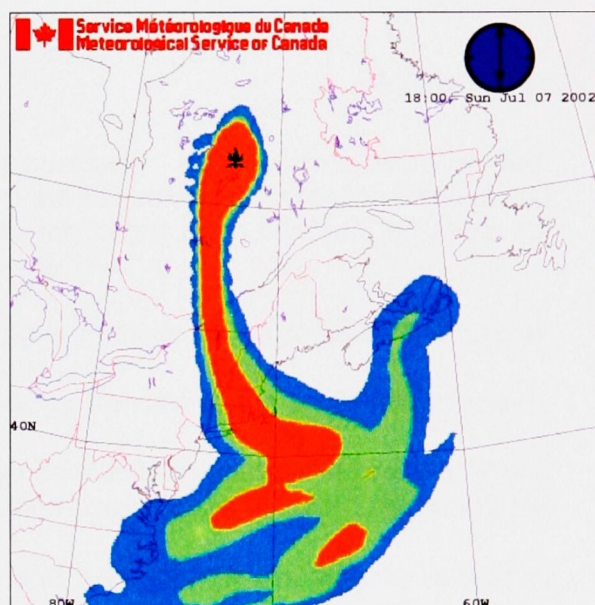 Service Météorologique du Canada
Meteorological Service of Canada
18:00, Sun Jul 07 2002
40N
80W
60W